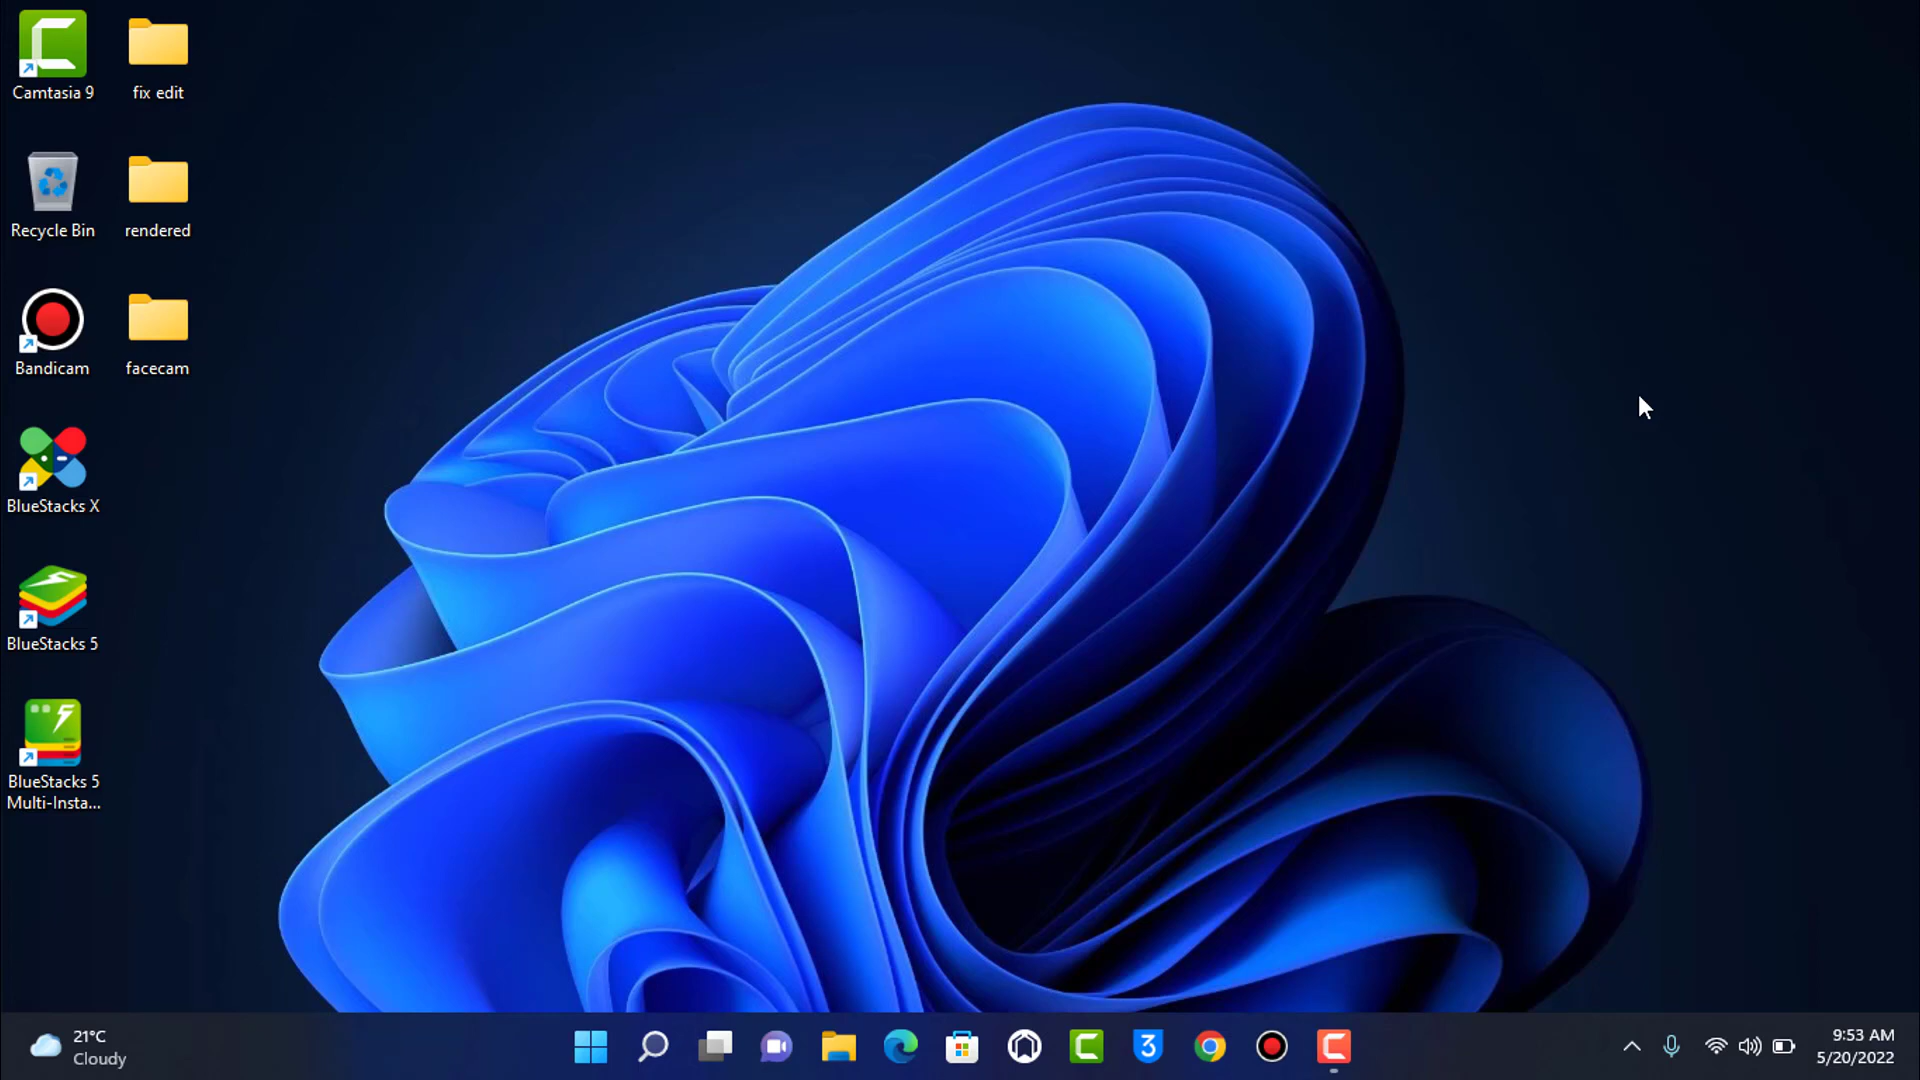 Camtasia 9
fix edit
Recycle Bin
rendered
Bandicam
facecam
BlueStacks X
BlueStacks 5
BlueStacks 5
Multi-Insta...
21°C
Cloudy
3
9:53 AM
5/20/2022